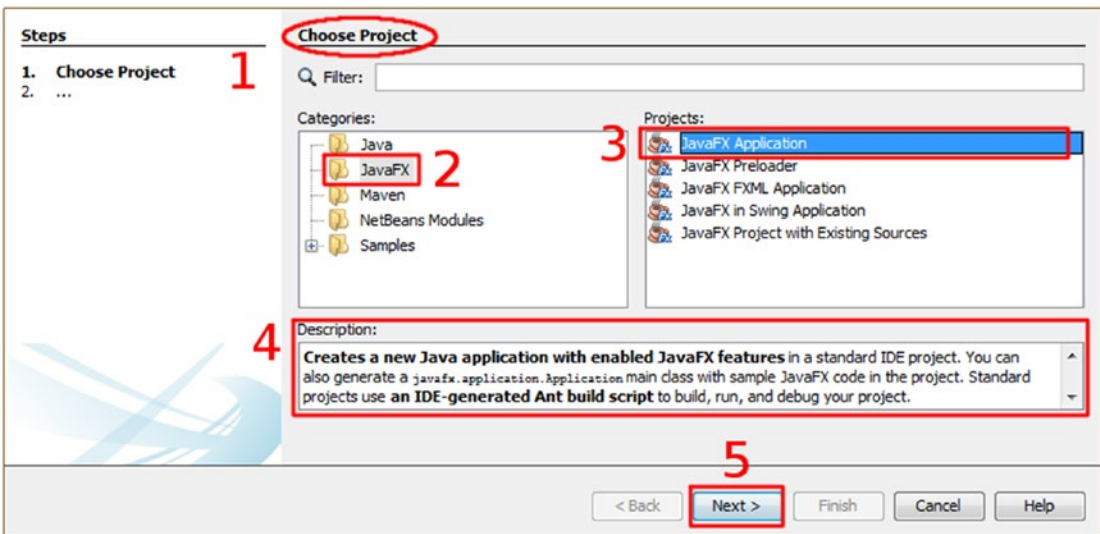 Steps
1. Choose Project
2. ...
1
Choose Project
Filter:
Categories:
Java
JavaFX
2
Maven
NetBeans Modules
Samples
Projects:
3
JavaFX Application
JavaFX Preloader
JavaFX FXML Application
JavaFX in Swing Application
JavaFX Project with Existing Sources
4
Description:
Creates a new Java application with enabled JavaFX features in a standard IDE project. You can
also generate a javafx.application.Application main class with sample JavaFX code in the project. Standard
projects use an IDE-generated Ant build script to build, run, and debug your project.
5
< Back
Next >
Finish
Cancel
Help